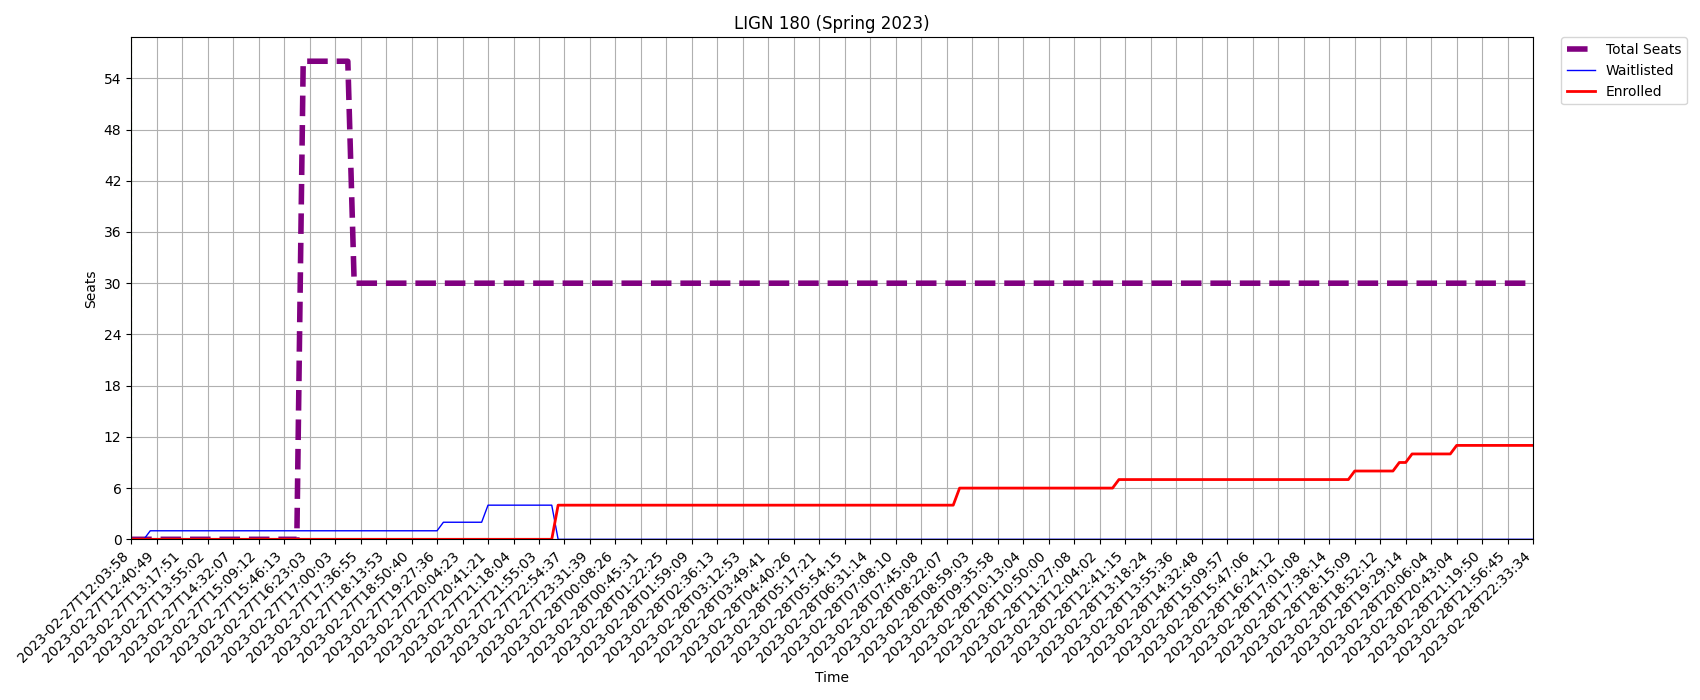 LIGN 180 (Spring 2023)
Total Seats
Waitlisted
Enrolled
54
48
42
36
30
24
18
12
6
0
Seats
2023-02-27T12:03:58
2023-02-27T12:40:49
2023-02-27T13:17:51
2023-02-27T13:55:02
2023-02-27T14:32:07
2023-02-27T15:09:12
2023-02-27T15:46:13
2023-02-27T16:23:03
2023-02-27T17:00:03
2023-02-27T17:36:55
2023-02-27T18:13:53
2023-02-27T18:50:40
2023-02-27T19:27:36
2023-02-27T20:04:23
2023-02-27T20:41:21
2023-02-27T21:18:04
2023-02-27T21:55:03
2023-02-27T22:54:37
2023-02-27T23:31:39
2023-02-28T00:08:26
2023-02-28T00:45:31
2023-02-28T01:22:25
2023-02-28T01:59:09
2023-02-28T02:36:13
2023-02-28T03:12:53
2023-02-28T03:49:41
2023-02-28T04:40:26
2023-02-28T05:17:21
2023-02-28T05:54:15
2023-02-28T06:31:14
2023-02-28T07:08:10
2023-02-28T07:45:08
2023-02-28T08:22:07
2023-02-28T08:59:03
2023-02-28T09:35:58
2023-02-28T10:13:04
2023-02-28T10:50:00
2023-02-28T11:27:08
2023-02-28T12:04:02
2023-02-28T12:41:15
2023-02-28T13:18:24
2023-02-28T13:55:36
2023-02-28T14:32:48
2023-02-28T15:09:57
2023-02-28T15:47:06
2023-02-28T16:24:12
2023-02-28T17:01:08
2023-02-28T17:38:14
2023-02-28T18:15:09
2023-02-28T18:52:12
2023-02-28T19:29:14
2023-02-28T20:06:04
2023-02-28T20:43:04
2023-02-28T21:19:50
2023-02-28T21:56:45
2023-02-28T22:33:34
Time